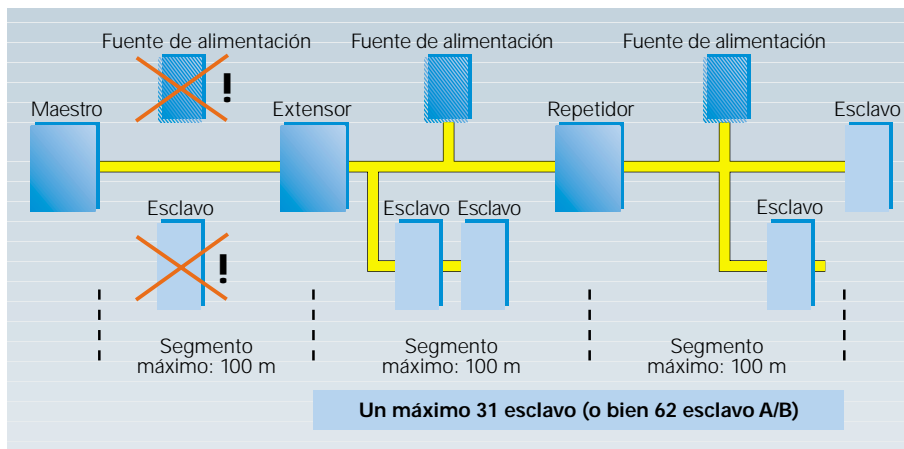 Fuente de alimentación
Fuente de alimentación
Fuente de alimentación
!
Maestro
Extensor
Repetidor
Esclavo
Esclavo
Esclavo
Esclavo
Esclavo
!
Segmento
máximo: 100 m
Segmento
máximo: 100 m
Segmento
máximo: 100 m
Un máximo 31 esclavo (o bien 62 esclavo A/B)